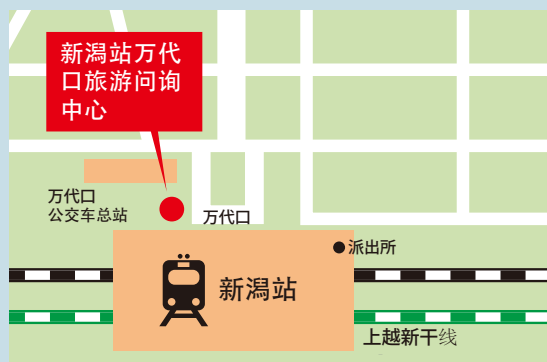 新潟站万代
口旅游问询
中心
万代口
公交车总站
万代口
派出所
新潟站
上越新干线